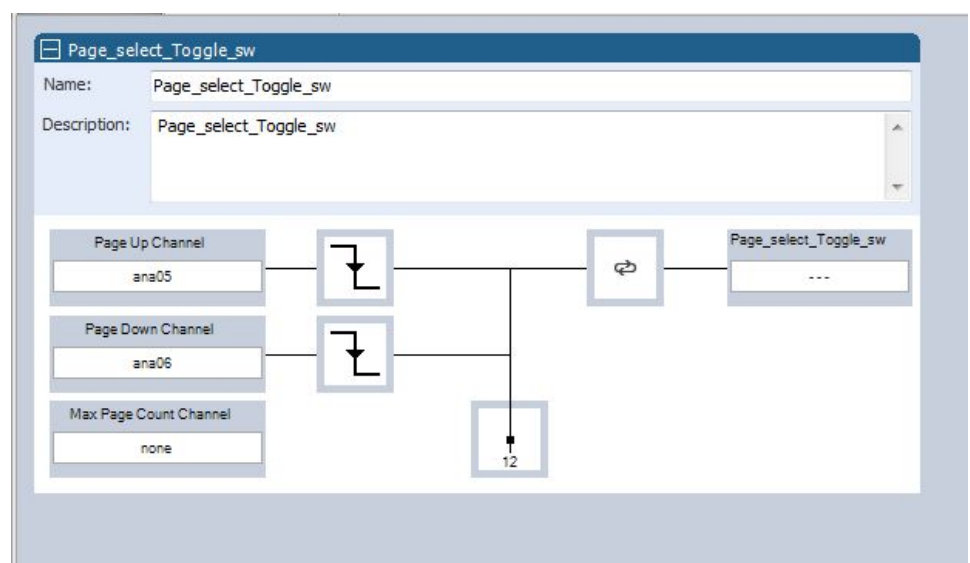 Page_select_Toggle_sw
Name: Page_select_Toggle_sw
Description: Page_select_Toggle_sw
Page Up Channel
ana05
Page_select_Toggle_sw
---
Page Down Channel
ana06
Max Page Count Channel
none
12